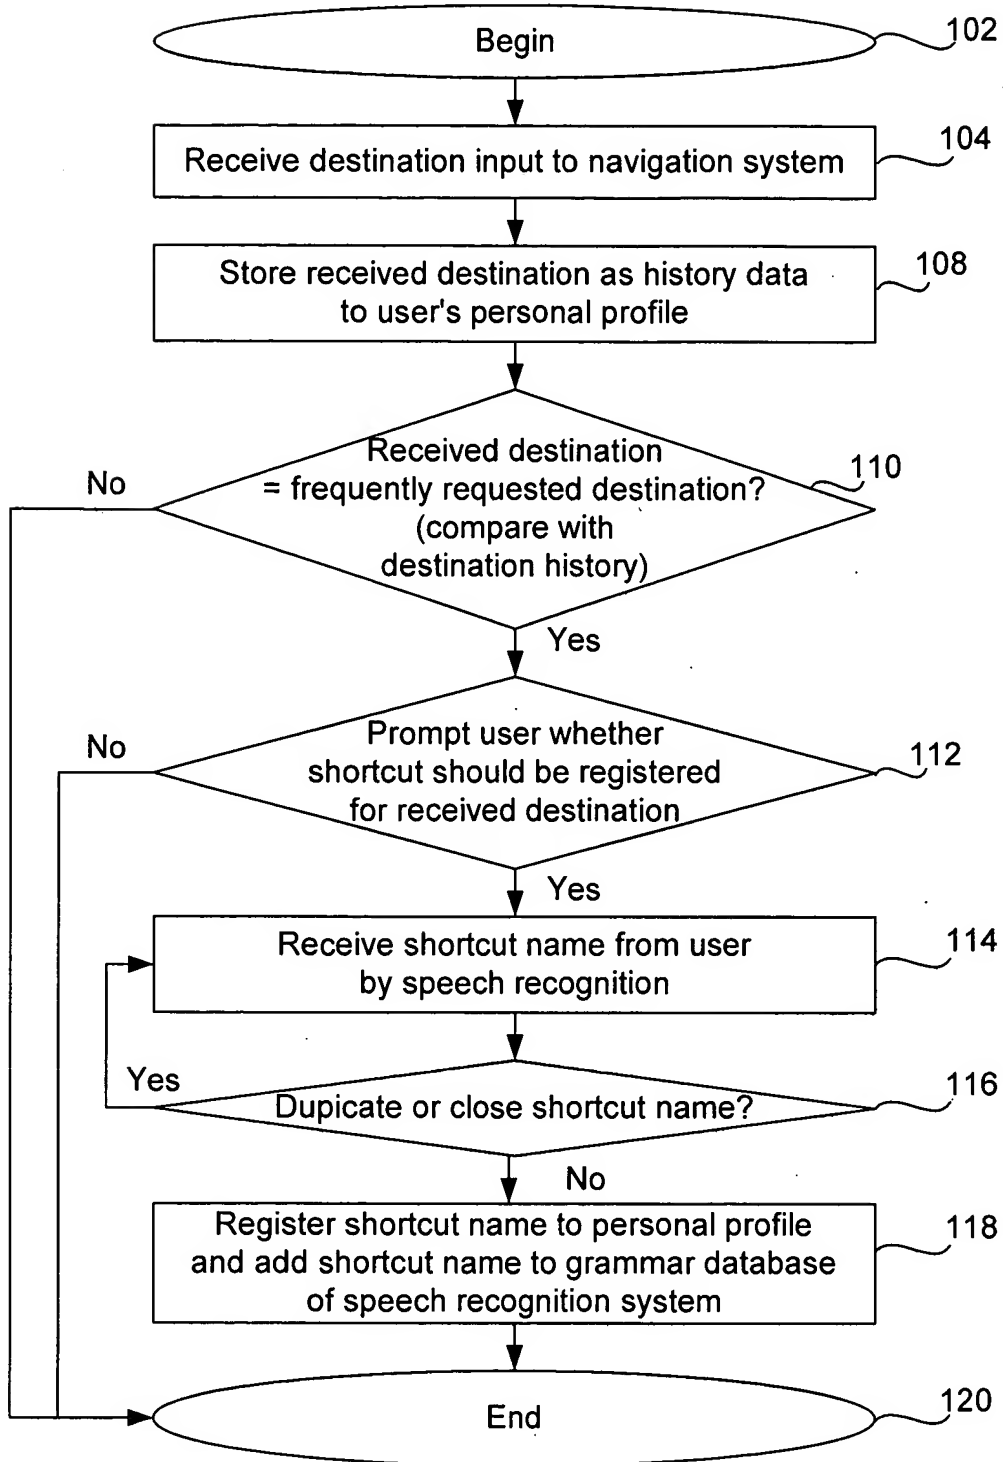 Begin
102
Receive destination input to navigation system
104
Store received destination as history data
to user's personal profile
108
Received destination
= frequently requested destination?
(compare with
destination history)
110
No
Yes
Prompt user whether
shortcut should be registered
for received destination
112
No
Yes
Receive shortcut name from user
by speech recognition
114
Yes
Dupicate or close shortcut name?
116
No
Register shortcut name to personal profile
and add shortcut name to grammar database
of speech recognition system
118
End
120